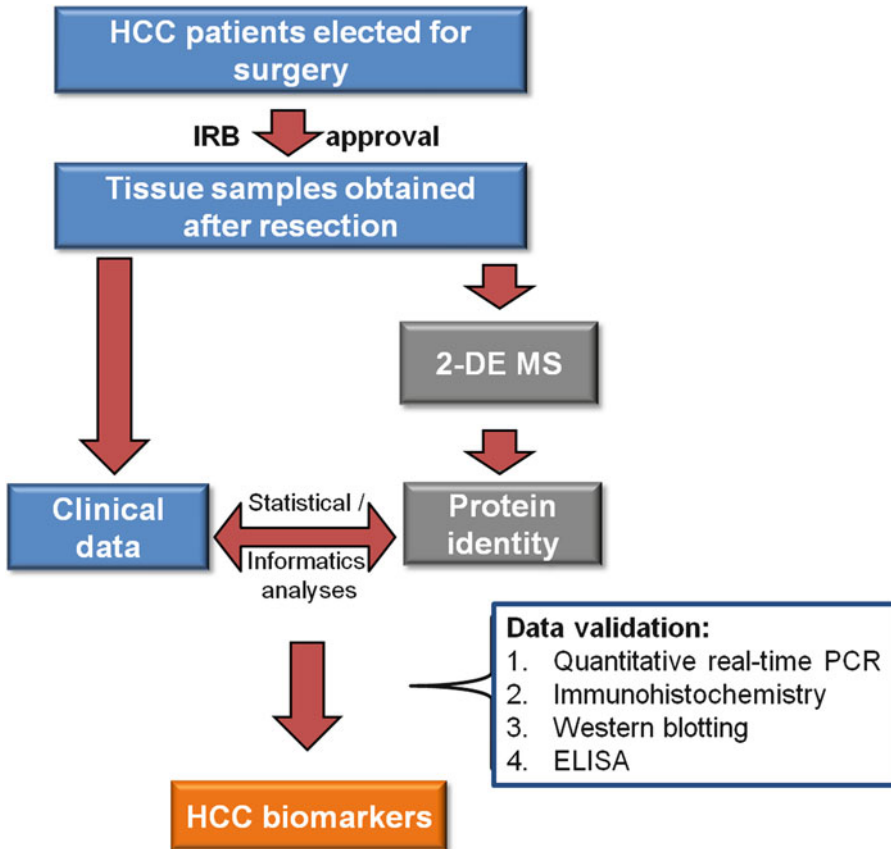 HCC patients elected for
surgery
IRB approval
Tissue samples obtained
after resection
2-DE MS
Clinical
data
Statistical /
Informatics
analyses
Protein
identity
Data validation:
1. Quantitative real-time PCR
2. Immunohistochemistry
3. Western blotting
4. ELISA
HCC biomarkers